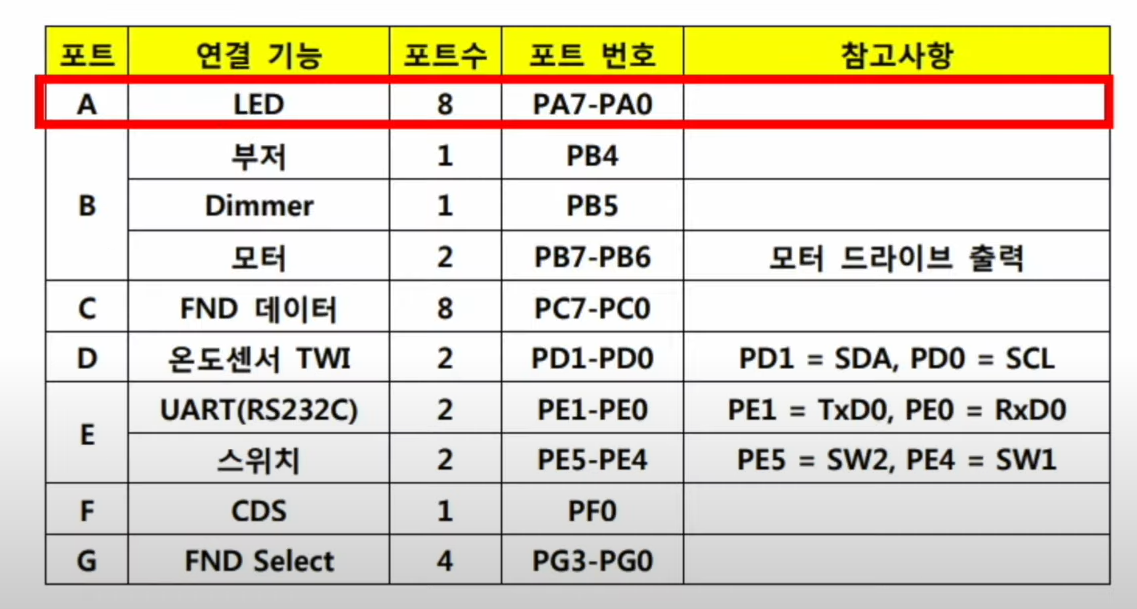 포트 연결 기능 포트수 포트 번호 참고사항
A LED 8 PA7-PA0
B 부저 1 PB4
Dimmer 1 PB5
모터 2 PB7-PB6 모터 드라이브 출력
C FND 데이터 8 PC7-PC0
D 온도센서 TWI 2 PD1-PD0 PD1 = SDA, PD0 = SCL
E UART(RS232C) 2 PE1-PE0 PE1 = TxD0, PE0 = RxD0
스위치 2 PE5-PE4 PE5 = SW2, PE4 = SW1
F CDS 1 PF0
G FND Select 4 PG3-PG0